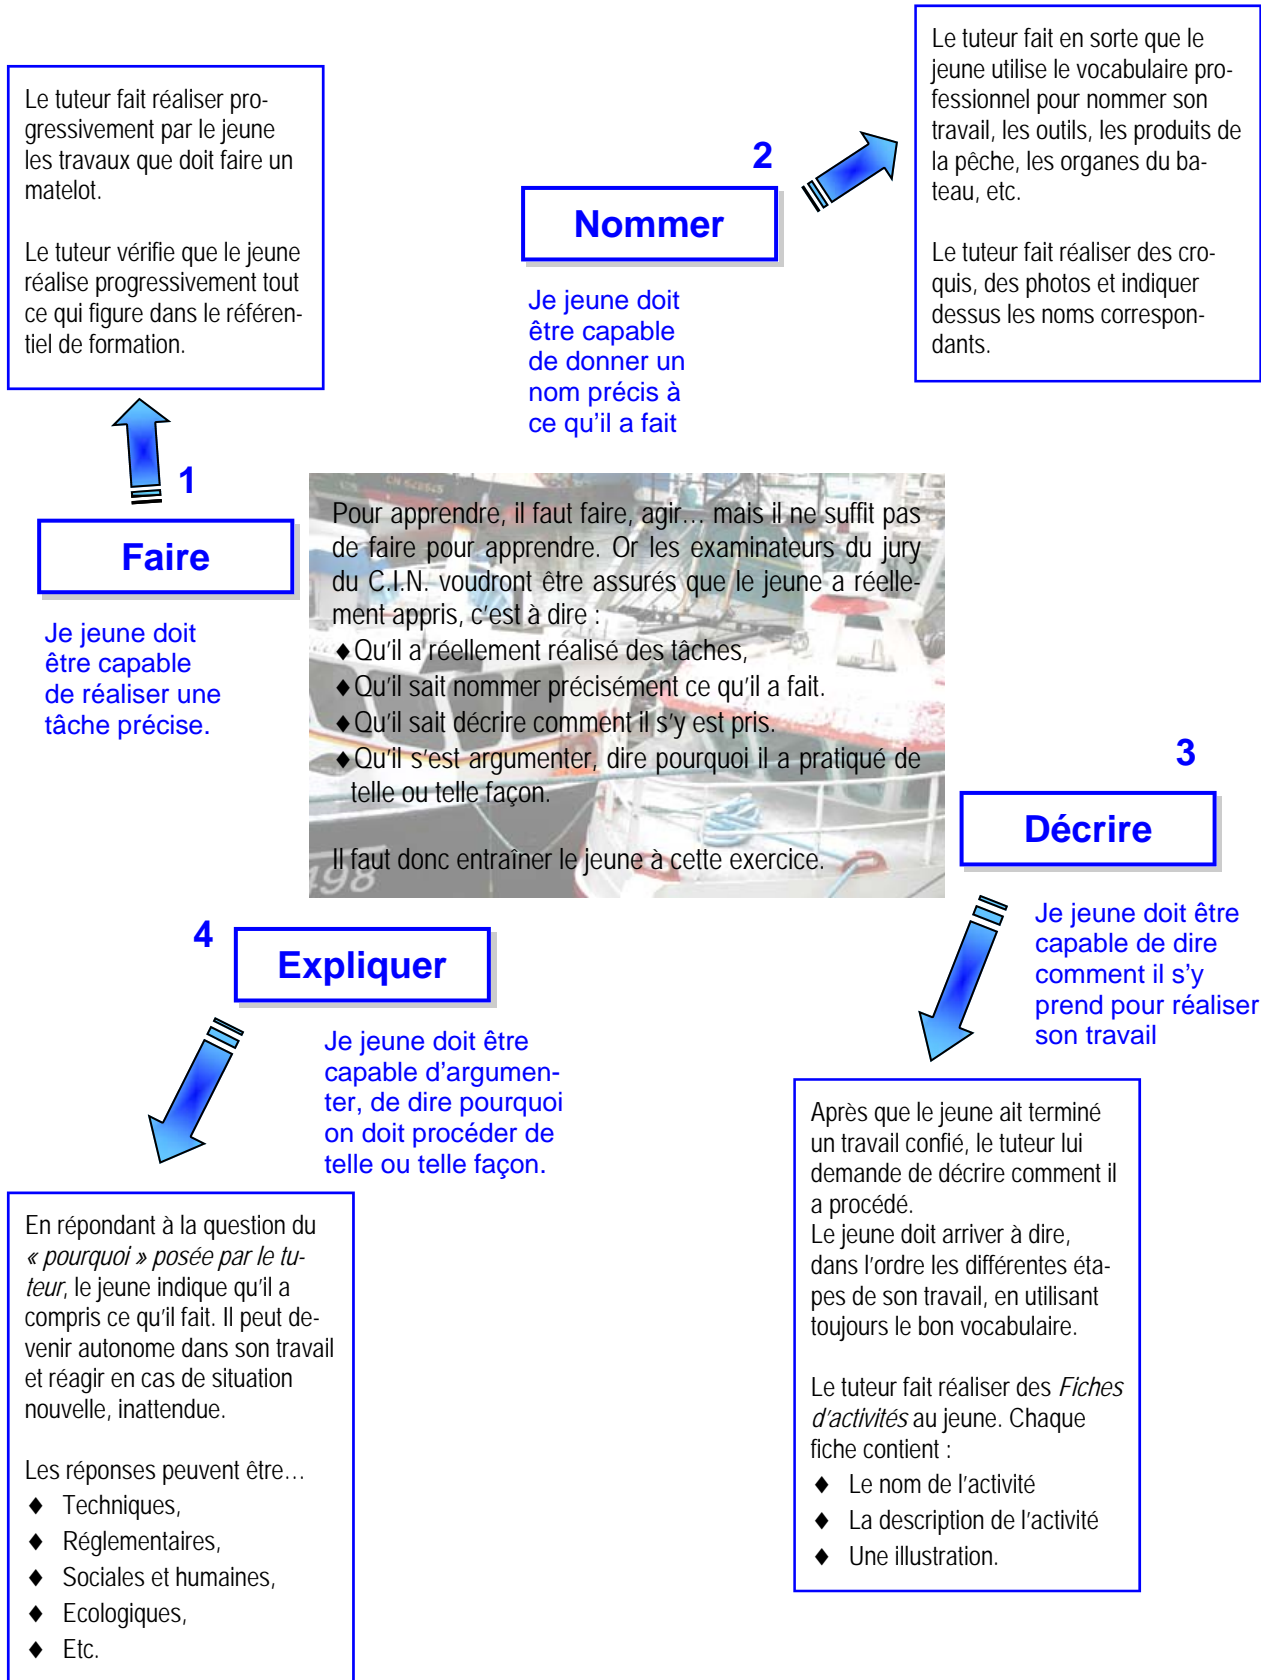 Le tuteur fait réaliser pro-
gressivement par le jeune
les travaux que doit faire un
matelot.
Le tuteur vérifie que le jeune
réalise progressivement tout
ce qui figure dans le référen-
tiel de formation.
1
Faire
Je jeune doit
être capable
de réaliser une
tâche précise.
2
Nommer
Je jeune doit
être capable
de donner un
nom précis à
ce qu'il a fait
Le tuteur fait en sorte que le
jeune utilise le vocabulaire pro-
fessionnel pour nommer son
travail, les outils, les produits de
la pêche, les organes du ba-
teau, etc.
Le tuteur fait réaliser des cro-
quis, des photos et indiquer
dessus les noms correspon-
dants.
Pour apprendre, il faut faire, agir… mais il ne suffit pas
de faire pour apprendre. Or les examinateurs du jury
du C.I.N. voudront être assurés que le jeune a réelle-
ment appris, c'est à dire :
♦Qu'il a réellement réalisé des tâches,
♦Qu'il sait nommer précisément ce qu'il a fait.
♦Qu'il sait décrire comment il s'y est pris.
♦Qu'il s'est argumenter, dire pourquoi il a pratiqué de
telle ou telle façon.
Il faut donc entraîner le jeune à cette exercice.
498
3
Décrire
Je jeune doit être
capable de dire
comment il s'y
prend pour réaliser
son travail
Après que le jeune ait terminé
un travail confié, le tuteur lui
demande de décrire comment il
a procédé.
Le jeune doit arriver à dire,
dans l'ordre les différentes éta-
pes de son travail, en utilisant
toujours le bon vocabulaire.
Le tuteur fait réaliser des Fiches
d'activités au jeune. Chaque
fiche contient :
♦ Le nom de l'activité
♦ La description de l'activité
♦ Une illustration.
4
Expliquer
Je jeune doit être
capable d'argumen-
ter, de dire pourquoi
on doit procéder de
telle ou telle façon.
En répondant à la question du
« pourquoi » posée par le tu-
teur, le jeune indique qu'il a
compris ce qu'il fait. Il peut de-
venir autonome dans son travail
et réagir en cas de situation
nouvelle, inattendue.
Les réponses peuvent être…
♦ Techniques,
♦ Réglementaires,
♦ Sociales et humaines,
♦ Ecologiques,
♦ Etc.